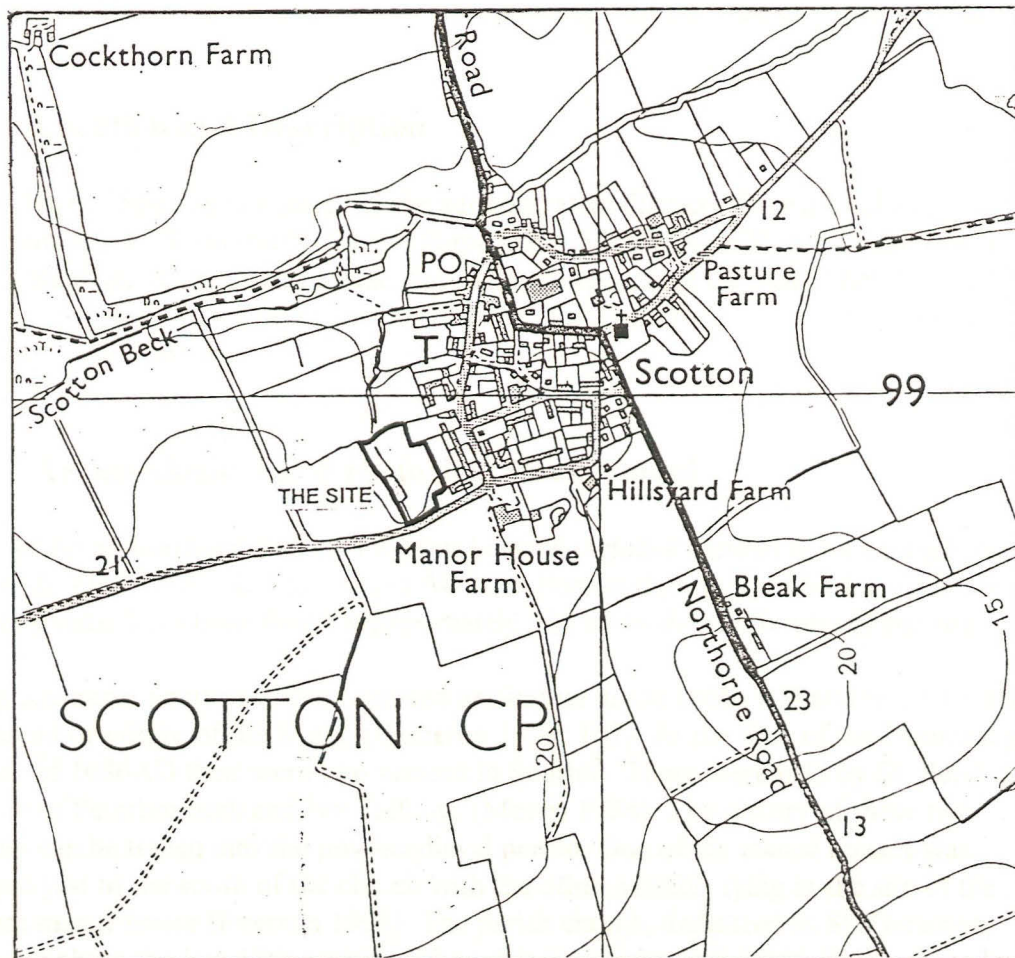 Cockthorn Farm
Road
12
PO
Pasture
Farm
Scotton Beck
T
Scotton
99
THE SITE
Hillsyard Farm
21
Manor House
Farm
Bleak Farm
Northorpe Road
15
20
SCOTTON CP
23
20
13